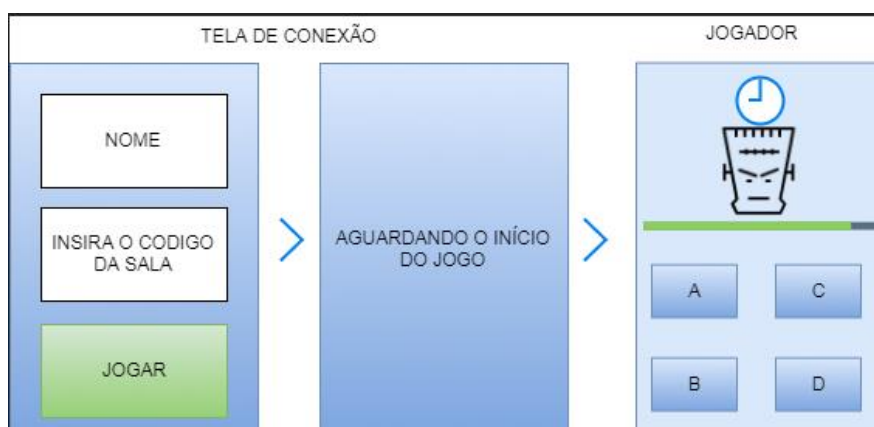 TELA DE CONEXÃO
JOGADOR
NOME
INSIRA O CODIGO
DA SALA
JOGAR
AGUARDANDO O INÍCIO
DO JOGO
A
C
B
D